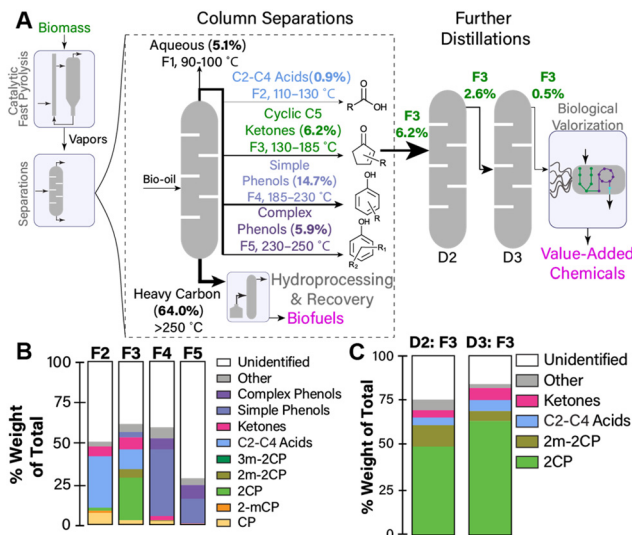 A
Column Separations
Further
Distillations
Biomass
Catalytic
Fast Pyrolysis
Vapors
Separations
Bio-oil
Aqueous (5.1%)
F1, 90-100 ˚C
C2-C4 Acids(0.9%)
F2, 110-130 ˚C
Cyclic C5
Ketones (6.2%)
F3, 130-185 ˚C
Simple
Phenols (14.7%)
F4, 185-230 ˚C
Complex
Phenols (5.9%)
F5, 230-250 ˚C
Heavy Carbon
(64.0%)
>250 ˚C
Hydroprocessing
& Recovery
Biofuels
O
R
OH
O
R
OH
R
OH
R1
R2
F3
6.2%
F3
2.6%
F3
0.5%
D2
D3
Biological
Valorization
Value-Added
Chemicals
B
F2 F3 F4 F5
% Weight
of Total
100
75
50
25
0
Unidentified
Other
Complex Phenols
Simple Phenols
Ketones
C2-C4 Acids
3m-2CP
2m-2CP
2CP
2-mCP
CP
C
D2: F3 D3: F3
% Weight of Total
100
75
50
25
0
Unidentified
Other
Ketones
C2-C4 Acids
2m-2CP
2CP